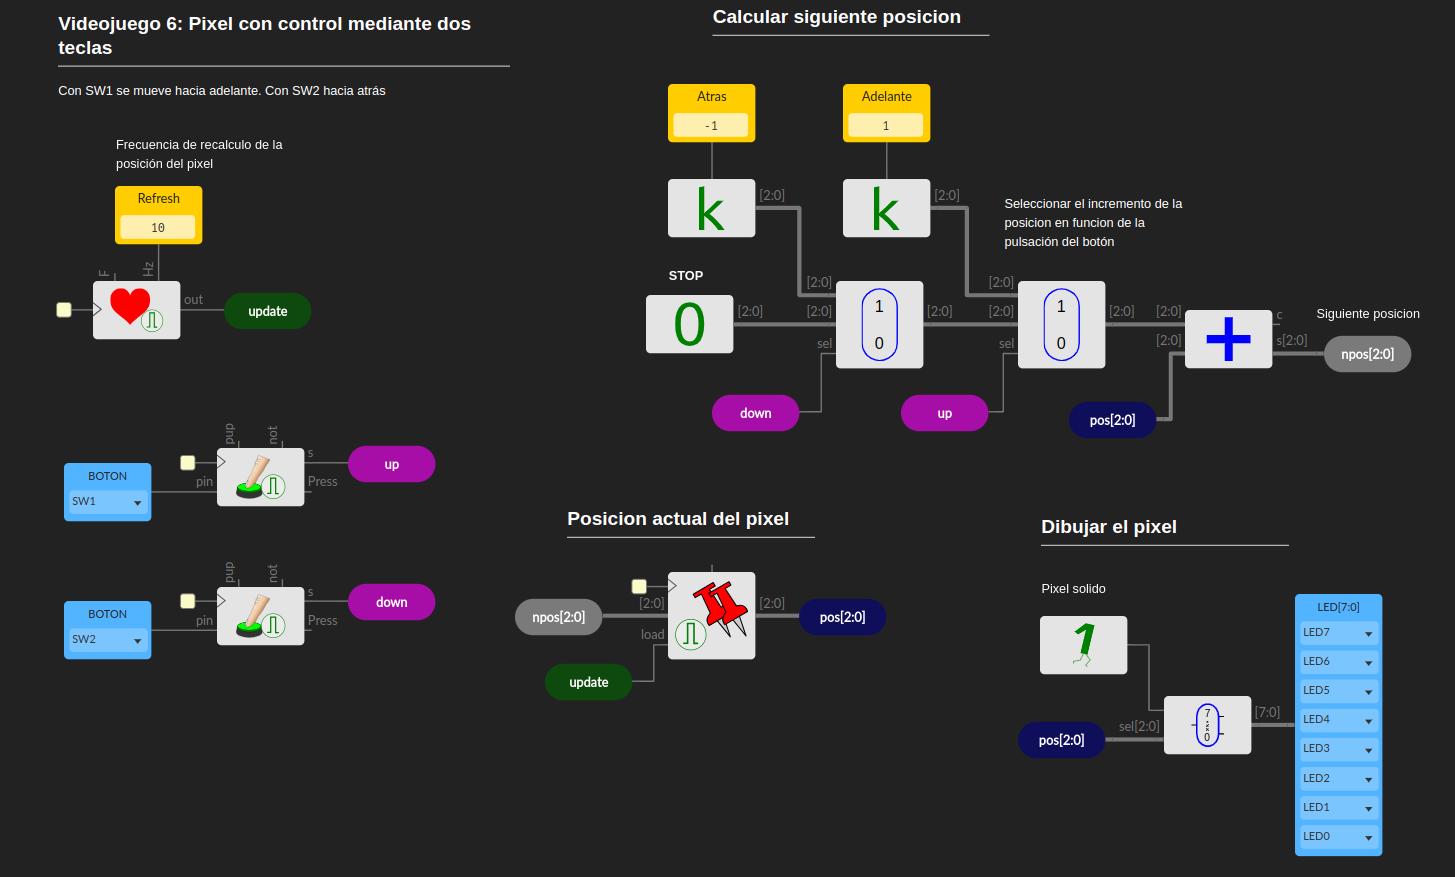 Videojuego 6: Pixel con control mediante dos
teclas
Con SW1 se mueve hacia adelante. Con SW2 hacia atrás
Frecuencia de recalculo de la
posición del pixel
Refresh
10
F
Hz
out
update
pup
not
s
BOTON
SW1
pin
Press
up
pup
not
s
BOTON
SW2
pin
Press
down
Calcular siguiente posicion
Atras
-1
Adelante
1
k
[2:0]
k
[2:0]
Seleccionar el incremento de la
posicion en funcion de la
pulsación del botón
STOP
0
[2:0]
[2:0]
[2:0]
sel
1
0
[2:0]
down
[2:0]
[2:0]
sel
1
0
[2:0]
up
[2:0]
[2:0]
+
c
s[2:0]
pos[2:0]
Siguiente posicion
npos[2:0]
Posicion actual del pixel
npos[2:0]
[2:0]
load
[2:0]
pos[2:0]
update
Dibujar el pixel
Pixel solido
1
pos[2:0]
sel[2:0]
7
0
[7:0]
LED[7:0]
LED7
LED6
LED5
LED4
LED3
LED2
LED1
LED0